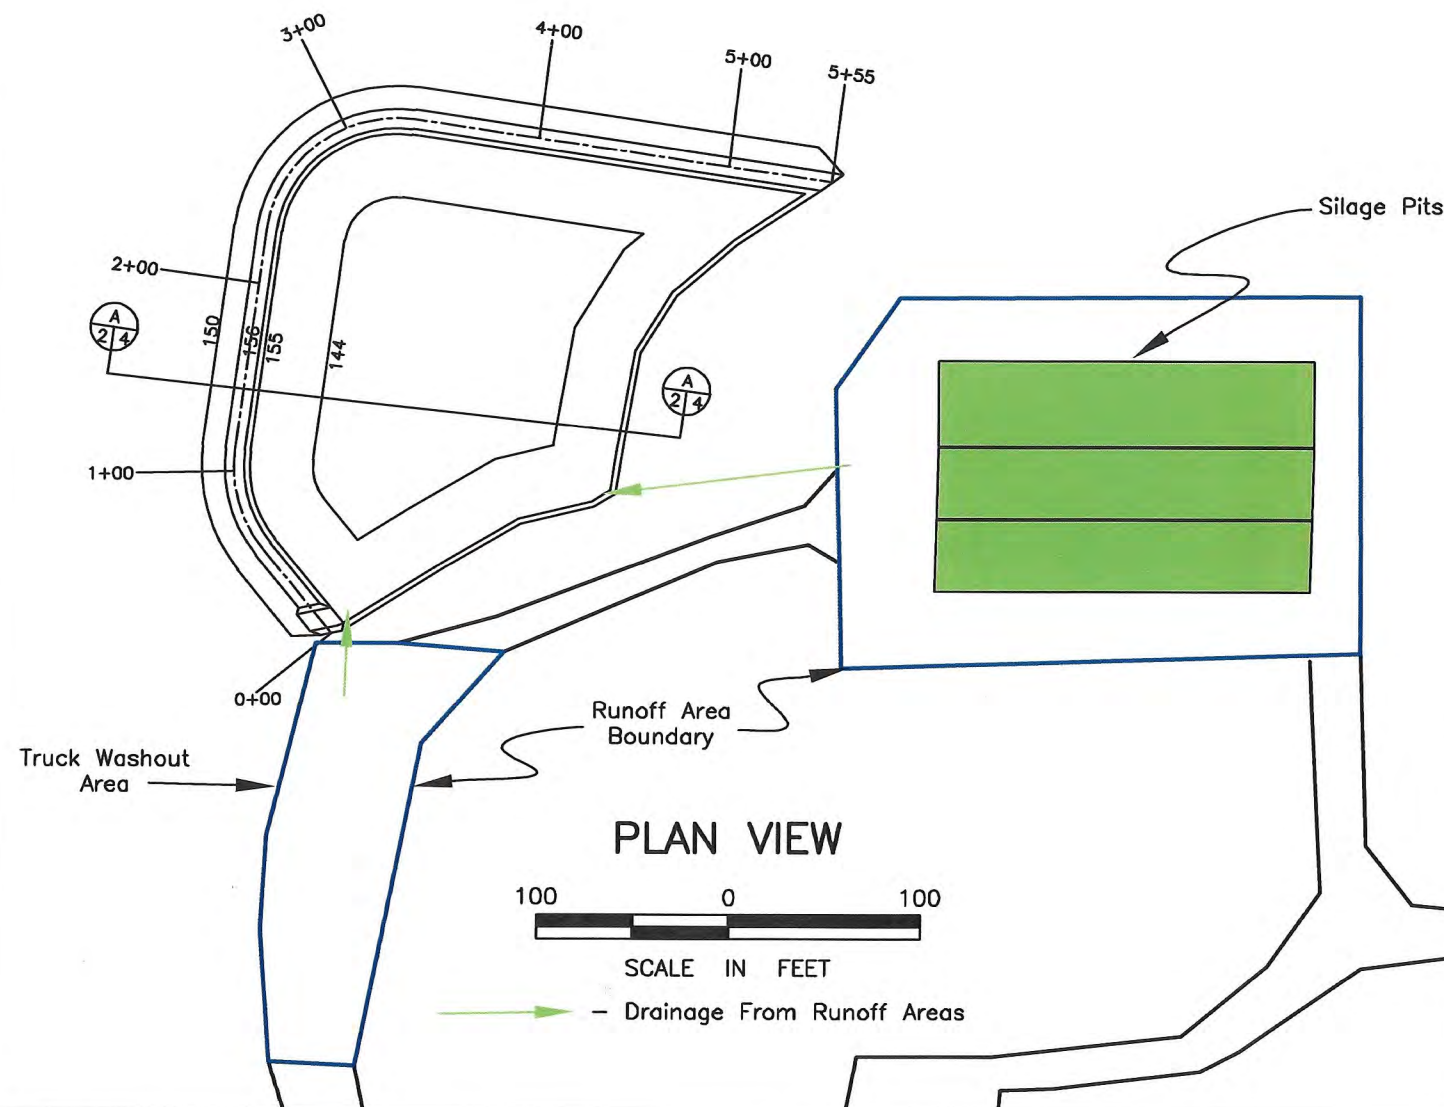 3+00
4+00
5+00
5+55
Silage Pits
2+00
A
2 4
150
156
155
144
A
2 4
1+00
0+00
Runoff Area
Boundary
Truck Washout
Area
PLAN VIEW
100 0 100
SCALE IN FEET
– Drainage From Runoff Areas